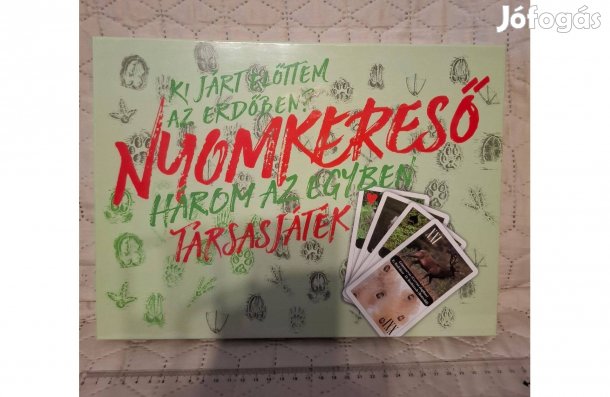 Jófogás
KI JÁRT ELŐTTEM
AZ ERDŐBEN?
NYOMKERESŐ
HÁROM AZ EGYBEN
TÁRSASJÁTÉK